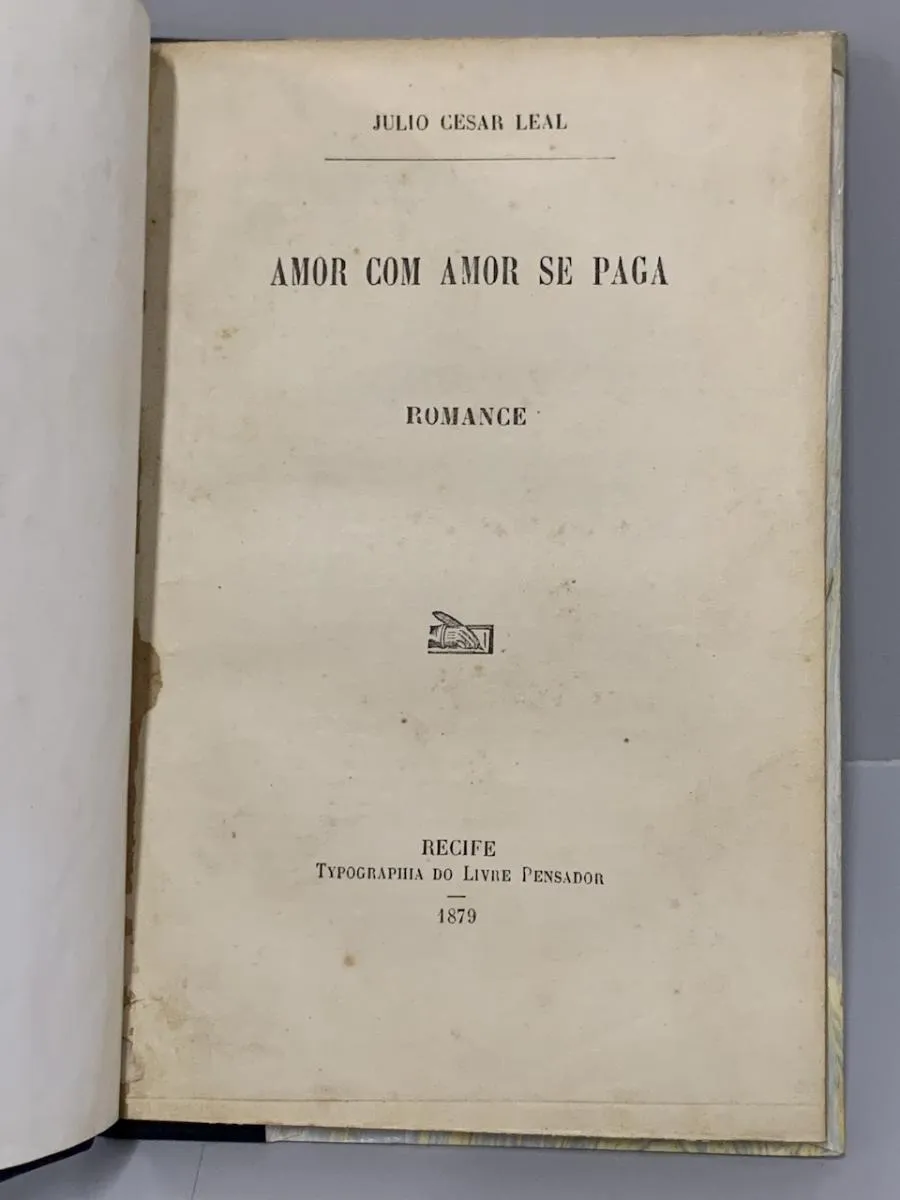 JULIO CESAR LEAL
AMOR COM AMOR SE PAGA
ROMANCE
RECIFE
TYPOGRAPHIA DO LIVRE PENSADOR
1879